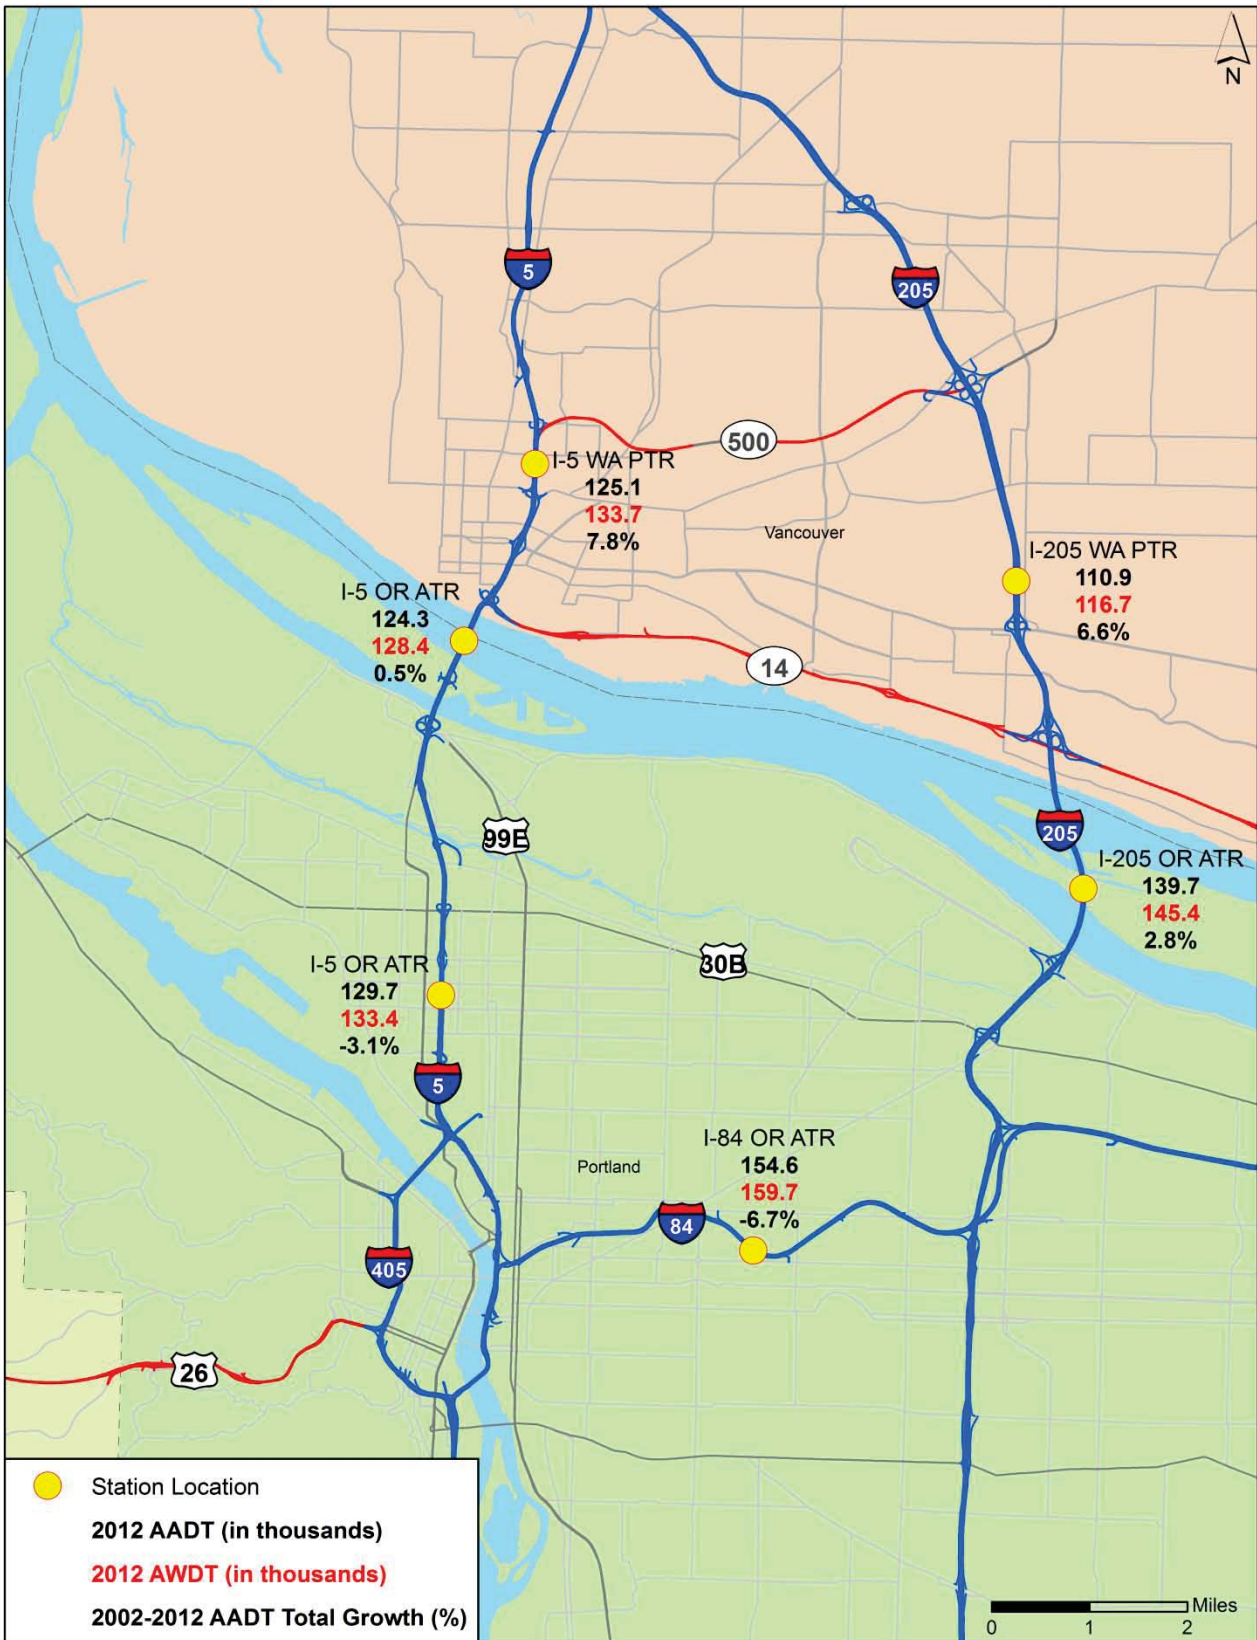 N
5
205
500
I-5 WA PTR
125.1
133.7
7.8%
Vancouver
I-205 WA PTR
110.9
116.7
6.6%
I-5 OR ATR
124.3
128.4
0.5%
14
99E
205
I-205 OR ATR
139.7
145.4
2.8%
30B
I-5 OR ATR
129.7
133.4
-3.1%
5
I-84 OR ATR
154.6
159.7
-6.7%
Portland
84
405
26
Station Location
2012 AADT (in thousands)
2012 AWDT (in thousands)
2002-2012 AADT Total Growth (%)
Miles
0 1 2